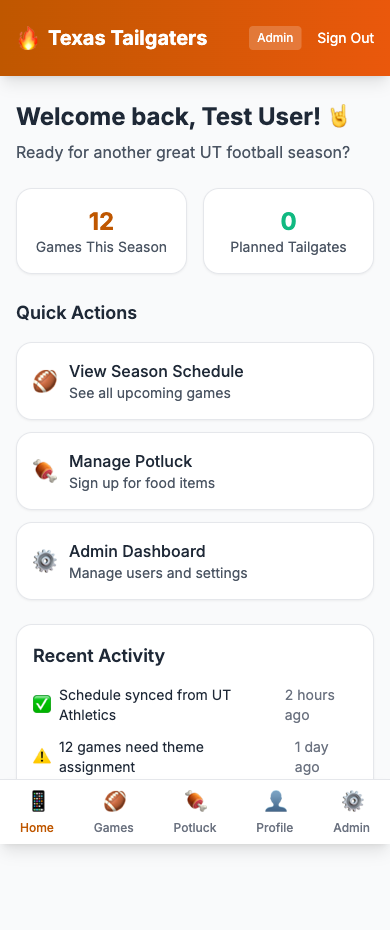 🔥 Texas Tailgaters
Admin
Sign Out
Welcome back, Test User! 🤘
Ready for another great UT football season?
12
Games This Season
0
Planned Tailgates
Quick Actions
View Season Schedule
See all upcoming games
Manage Potluck
Sign up for food items
Admin Dashboard
Manage users and settings
Recent Activity
Schedule synced from UT
Athletics
2 hours
ago
12 games need theme
assignment
1 day
ago
Home
Games
Potluck
Profile
Admin